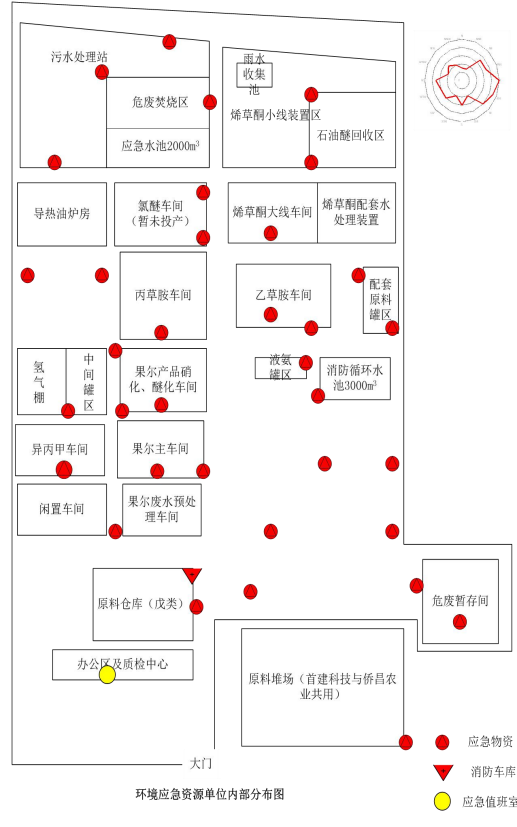 污水处理站
雨水
收集
池
危废焚烧区
烯草酮小线装置区
石油醚回收区
应急水池2000m³
导热油炉房
氯醚车间
（暂未投产）
烯草酮大线车间
烯草酮配套水
处理装置
丙草胺车间
乙草胺车间
配套
原料
罐区
氢
气
棚
中
间
罐
区
果尔产品硝
化、醚化车间
液氨
罐区
消防循环水
池3000m³
异丙甲车间
果尔主车间
闲置车间
果尔废水预处
理车间
原料仓库（戊类）
危废暂存间
办公区及质检中心
原料堆场（首建科技与侨昌农
业共用）
大门
应急物资
消防车库
应急值班室
环境应急资源单位内部分布图